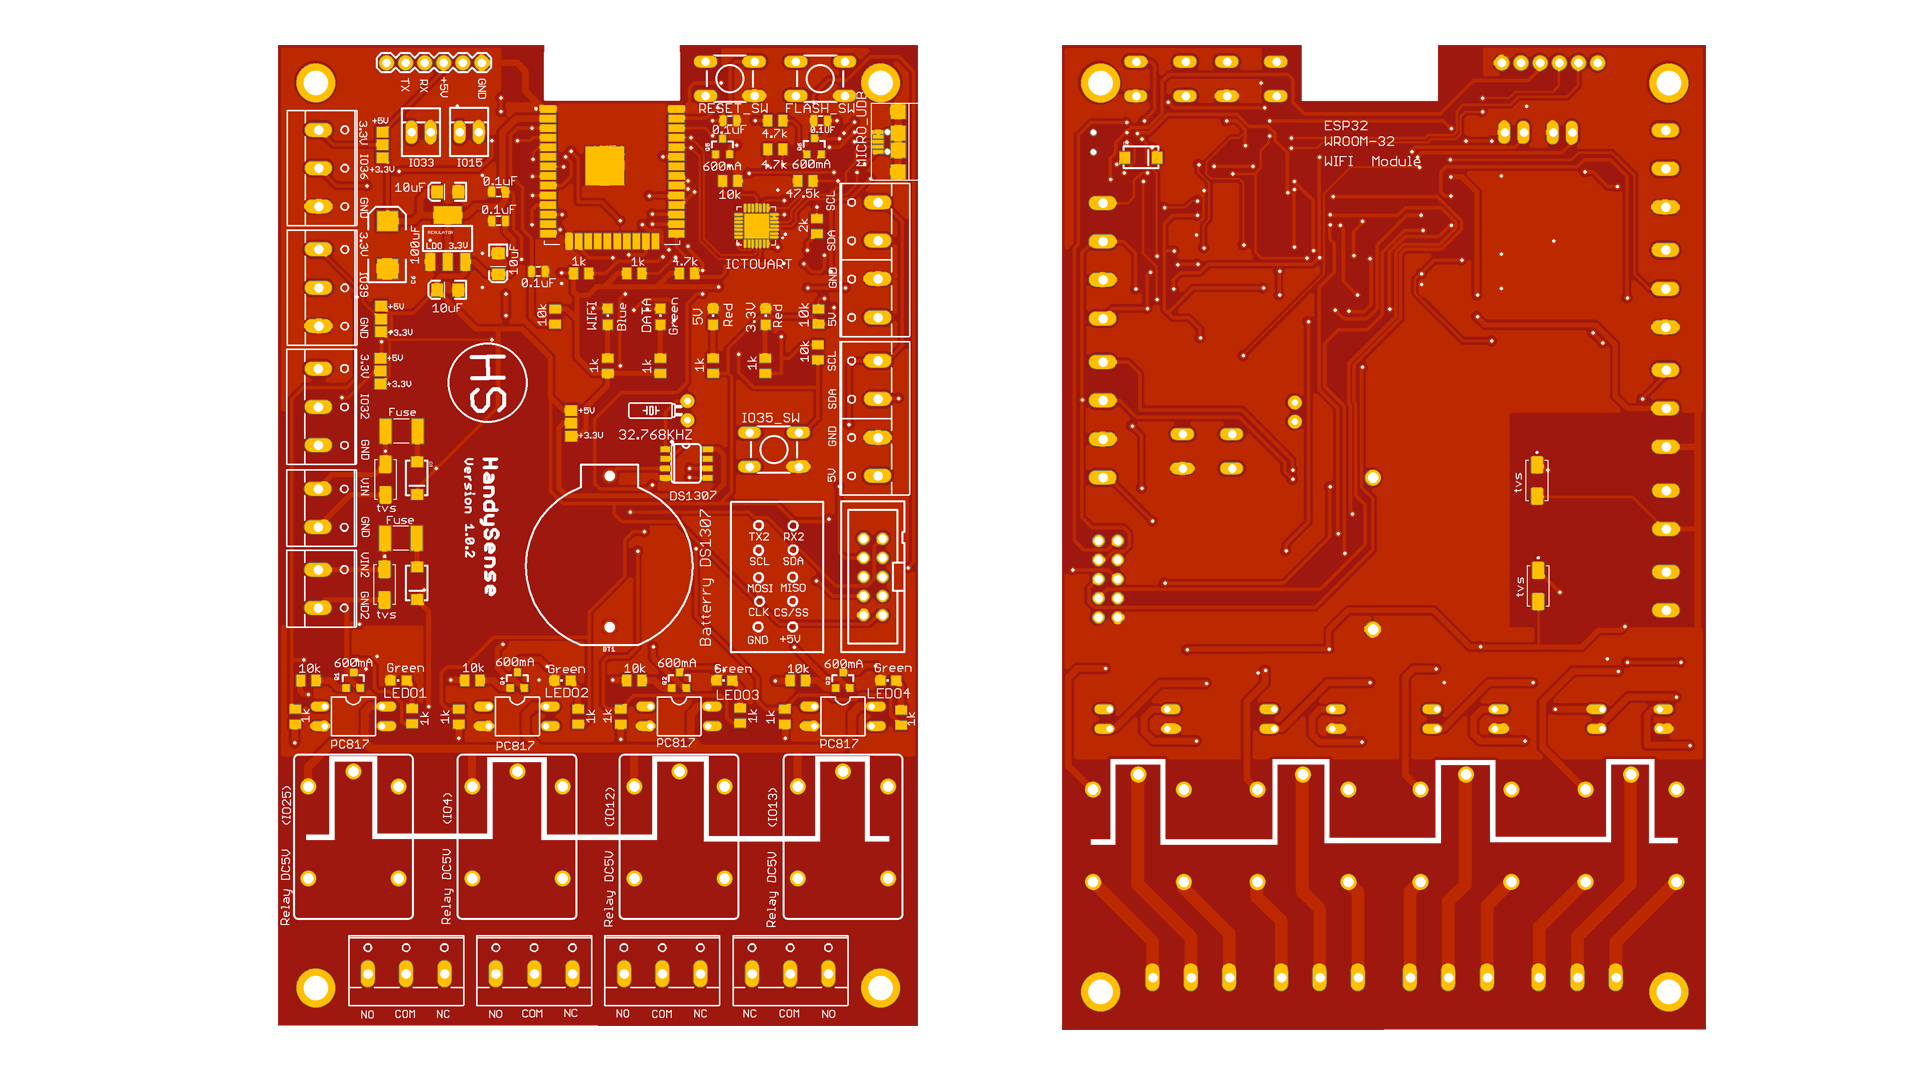 TX
RX
+5V
GND
RESET_SW
FLASH_SW
MICRO_UDB
0.1uF
4.7k
0.1UF
4.7k
600mA
600mA
10k
47.5k
2k
ICTOUART
IO33
IO15
+5V
+3.3V
3.3V
IO36
GND
3.3V
IO39
GND
+5V
+3.3V
3.3V
IO32
GND
+5V
+3.3V
10uF
0.1uF
0.1uF
100uF
REGULATOR
LDO 3.3V
10uF
10uF
0.1uF
1k
1k
4.7k
SCL
SDA
GND
5V
SCL
SDA
GND
5V
10k
WIFI
Blue
DATA
Green
5V
Red
3.3V
Red
10k
10k
1k
1k
1k
1k
HS
HandySense
Version 1.0.2
+5V
+3.3V
32.768KHZ
IO35_SW
DS1307
Fuse
VIN
GND
tvs
Fuse
VIN2
GND2
tvs
Batterry DS1307
BT1
TX2
RX2
SCL
SDA
MOSI
MISO
CLK
CS/SS
GND
+5V
10k
600mA
Green
LED01
Q1
1k
1k
PC817
10k
600mA
Green
LED02
Q4
1k
1k
PC817
10k
600mA
Green
LED03
Q2
1k
1k
PC817
10k
600mA
Green
LED04
Q3
1k
1k
PC817
Relay DC5V
(IO25)
Relay DC5V
(IO4)
Relay DC5V
(IO12)
Relay DC5V
(IO13)
NO
COM
NC
NO
COM
NC
NO
COM
NC
NC
COM
NO
ESP32
WROOM-32
WIFI Module
tvs
tvs